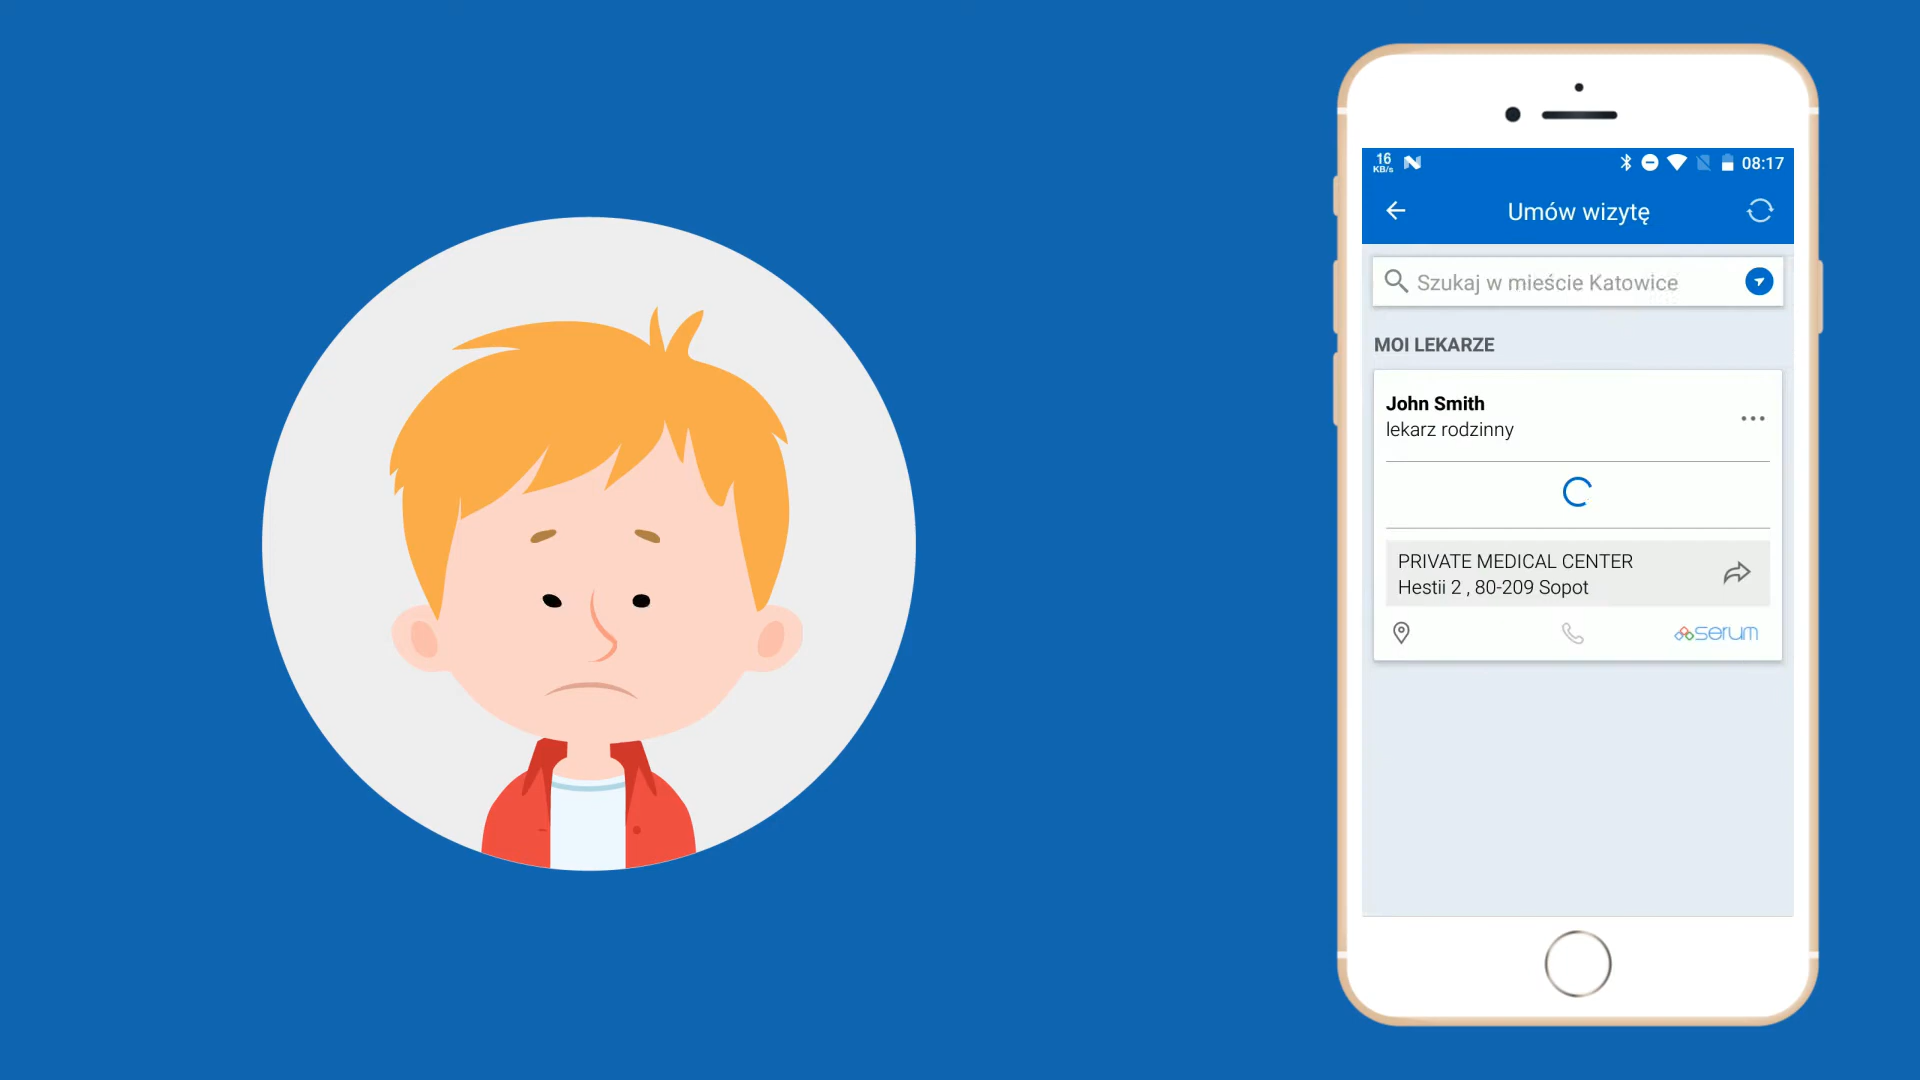 16
KB/s
08:17
Umów wizytę
Szukaj w mieście Katowice
MOI LEKARZE
John Smith
lekarz rodzinny
PRIVATE MEDICAL CENTER
Hestii 2 , 80-209 Sopot
serum